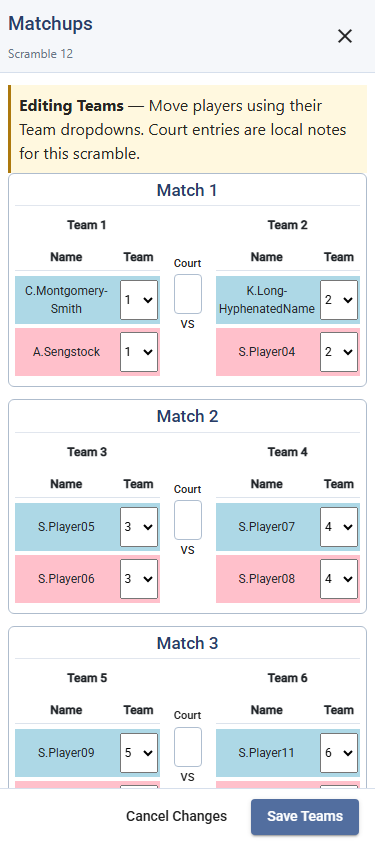 Matchups
Scramble 12
Editing Teams — Move players using their
Team dropdowns. Court entries are local notes
for this scramble.
Match 1
Team 1
Name Team
C.Montgomery-
Smith 1
A.Sengstock 1
Court
VS
Team 2
Name Team
K.Long-
HyphenatedName 2
S.Player04 2
Match 2
Team 3
Name Team
S.Player05 3
S.Player06 3
Court
VS
Team 4
Name Team
S.Player07 4
S.Player08 4
Match 3
Team 5
Name Team
S.Player09 5
Court
VS
Team 6
Name Team
S.Player11 6
Cancel Changes
Save Teams